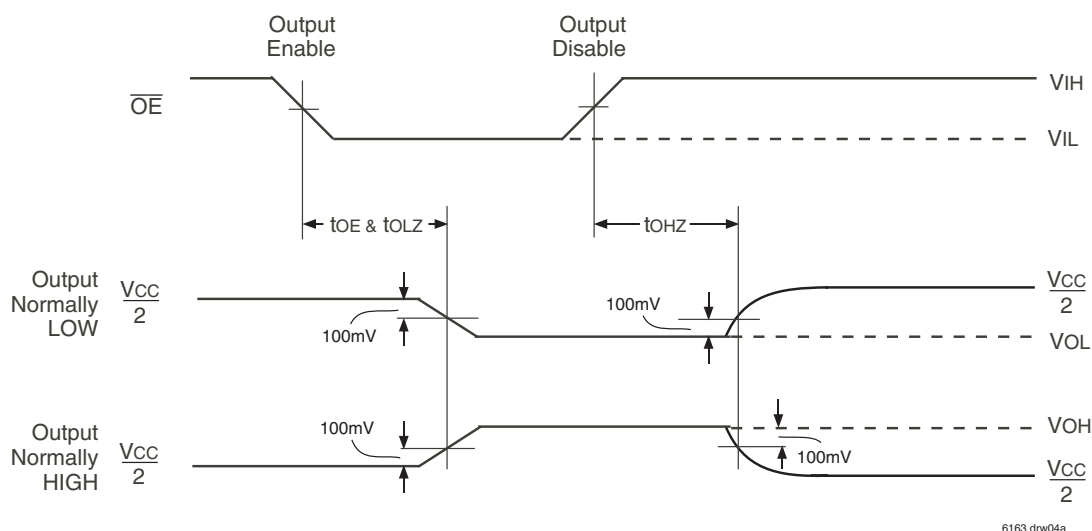 Output
Enable
Output
Disable
OE
VIH
VIL
tOE & tOLZ
tOHZ
Output
Normally
LOW
VCC
2
100mV
100mV
VCC
2
VOL
Output
Normally
HIGH
VCC
2
100mV
VOH
100mV
VCC
2
6163 drw04a